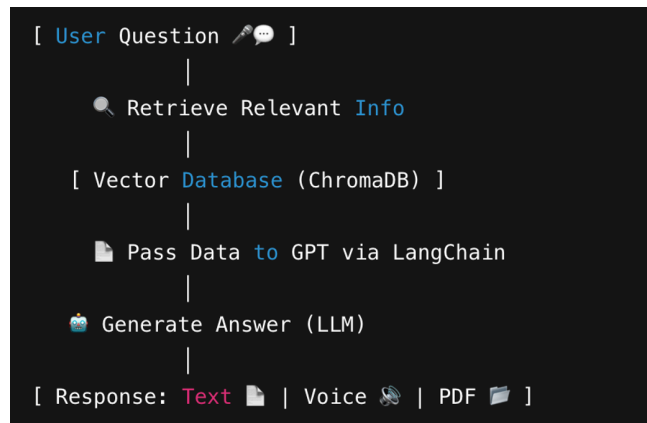 [ User Question 🎤💬 ]
|
🔍 Retrieve Relevant Info
|
[ Vector Database (ChromaDB) ]
|
📄 Pass Data to GPT via LangChain
|
🤖 Generate Answer (LLM)
|
[ Response: Text 📄 | Voice 🔊 | PDF 📂 ]